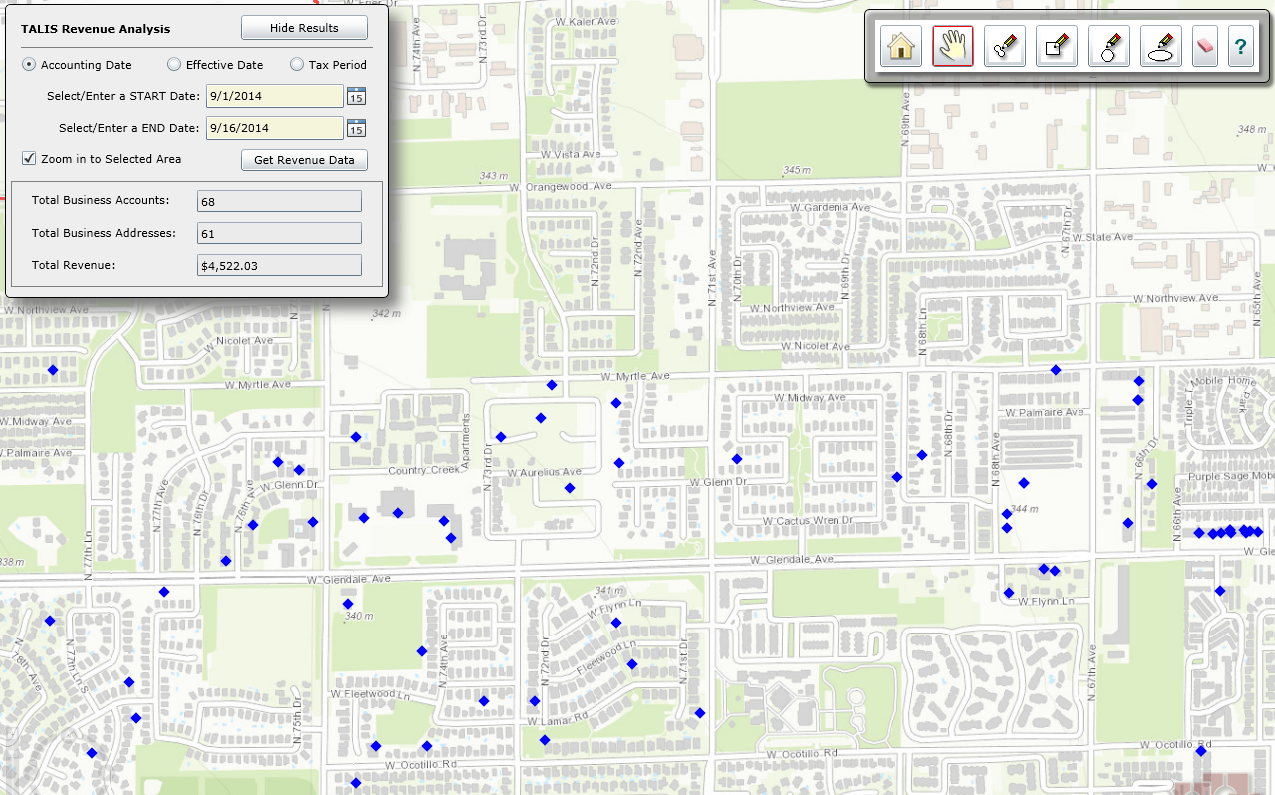 TALIS Revenue Analysis
Hide Results
Accounting Date
Effective Date
Tax Period
Select/Enter a START Date:
9/1/2014
15
Select/Enter a END Date:
9/16/2014
15
Zoom in to Selected Area
Get Revenue Data
Total Business Accounts:
68
Total Business Addresses:
61
Total Revenue:
$4,522.03
?
W Frier Dr
N 74th Ave
N 73rd Dr
W Kaler Ave
N 69th Ave
348 m
W Vista Ave
343 m
345 m
W Orangewood Ave
W Gardenia Ave
N 67th Dr
W State Ave
N 72nd Dr
N 72nd Ave
N 71st Ave
N 70th Dr
N 69th Dr
W Northview Ave
342 m
W Northview Ave
N 68th Ln
W Northview Ave
N 65th Ave
W Nicolet Ave
W Nicolet Ave
W Myrtle Ave
W Myrtle Ave
W Midway Ave
W Midway Ave
W Palmaire Ave
Triple T
Mobile Home
Park
W Palmaire Ave
Country Creek
Apartments
N 73rd Dr
N 68th Dr
N 68th Ave
N 66th Dr
W Aurelius Ave
W Glenn Dr
W Glenn Dr
Purple Sage Mobi
N 77th Ave
N 76th Dr
N 76th Ave
344 m
N 66th Ave
W Cactus Wren Dr
N 77th Ln
338 m
W Glendale Ave
W Glendale Ave
W Gle
341 m
W Flynn Ln
W Flynn Ln
340 m
N 78th Ave
N 77th Ln S
N 74th Ave
N 72nd Dr
Fleetwood Ln
N 71st Dr
N 67th Ave
W Fleetwood Ln
N 75th Dr
W Lamar Rd
W Ocotillo Rd
W Ocotillo Rd
W Ocotillo Rd